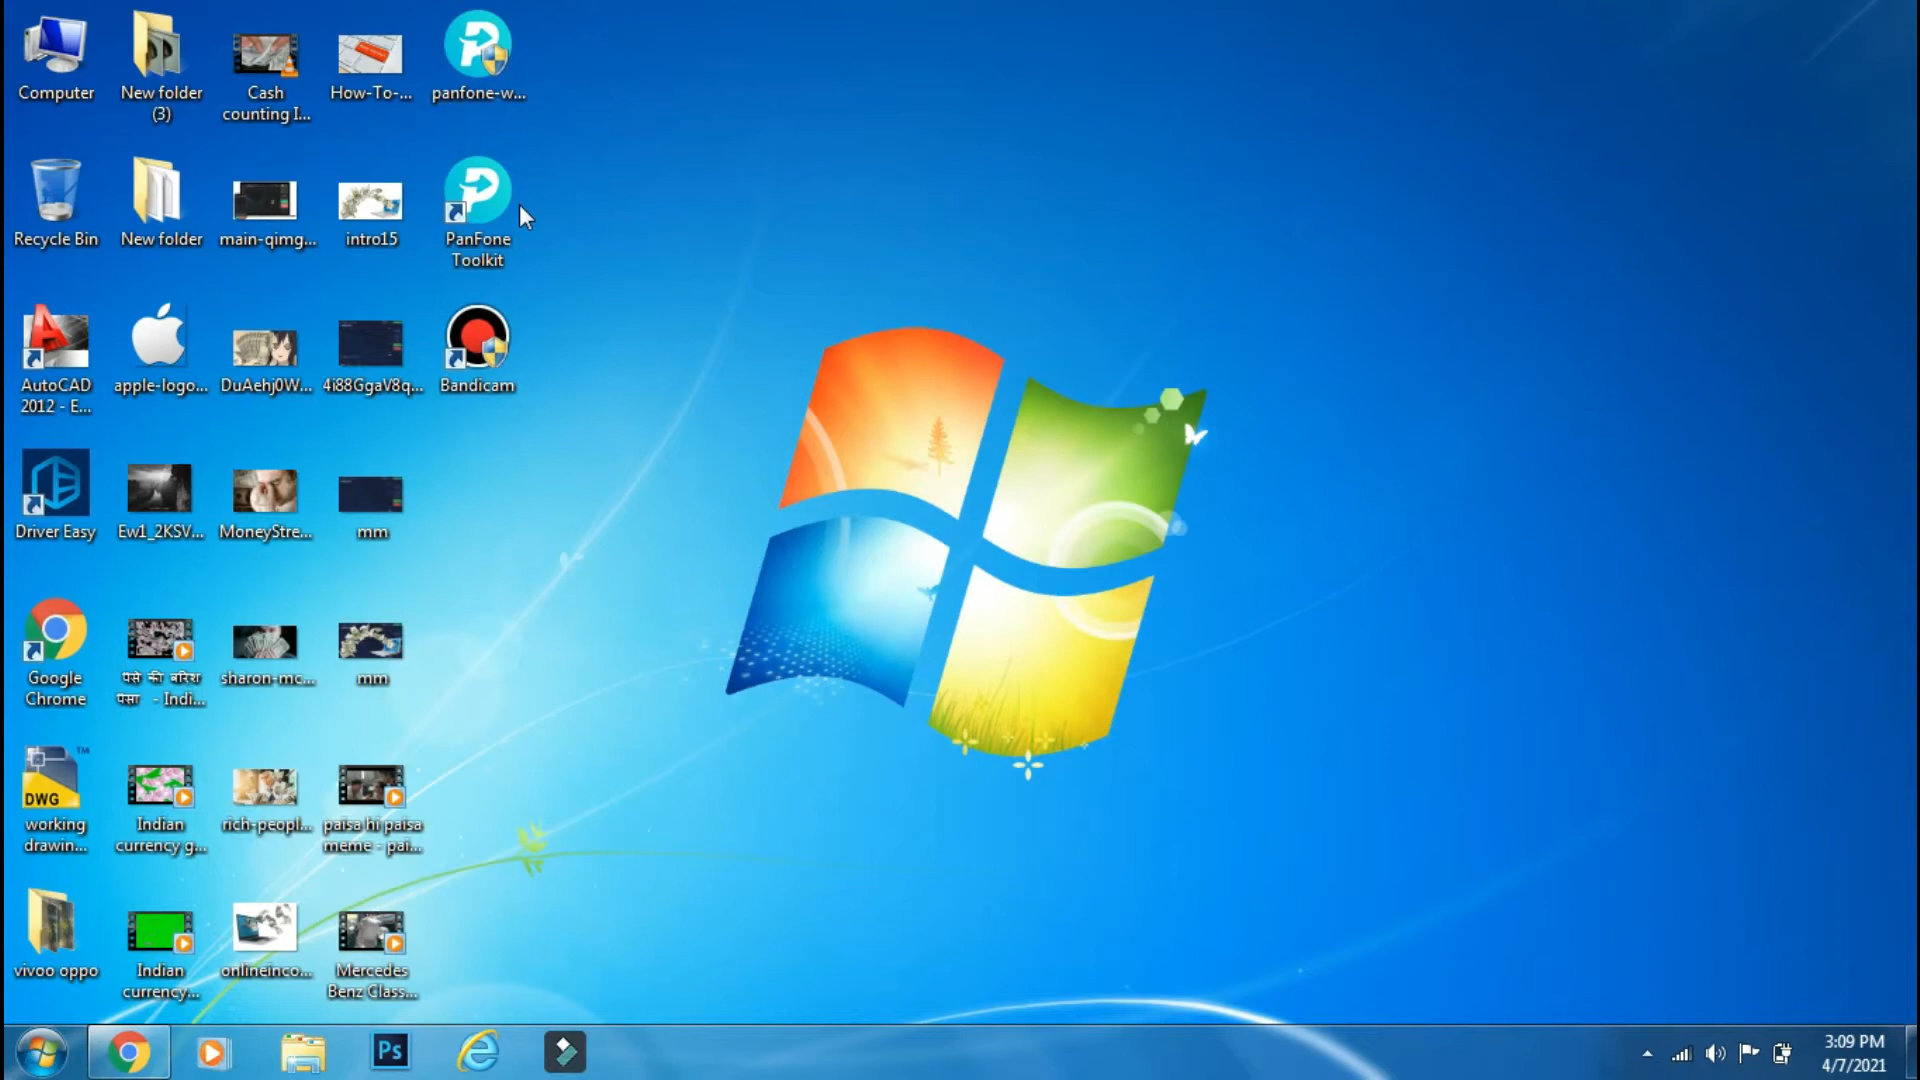 Computer
New folder
(3)
Cash
counting I...
How-To-...
panfone-w...
Recycle Bin
New folder
main-qimg...
intro15
PanFone
Toolkit
AutoCAD
2012 - E...
apple-logo...
DuAehj0W...
4i88GgaV8q...
Bandicam
Driver Easy
Ew1_2KSV...
MoneyStre...
mm
Google
Chrome
पैसे की बारिश
पैसा - Indi...
sharon-mc...
mm
DWG
TM
working
drawin...
Indian
currency g...
rich-peopl...
paisa hi paisa
meme - pai...
vivoo oppo
Indian
currency...
onlineinco...
Mercedes
Benz Class...
Ps
3:09 PM
4/7/2021